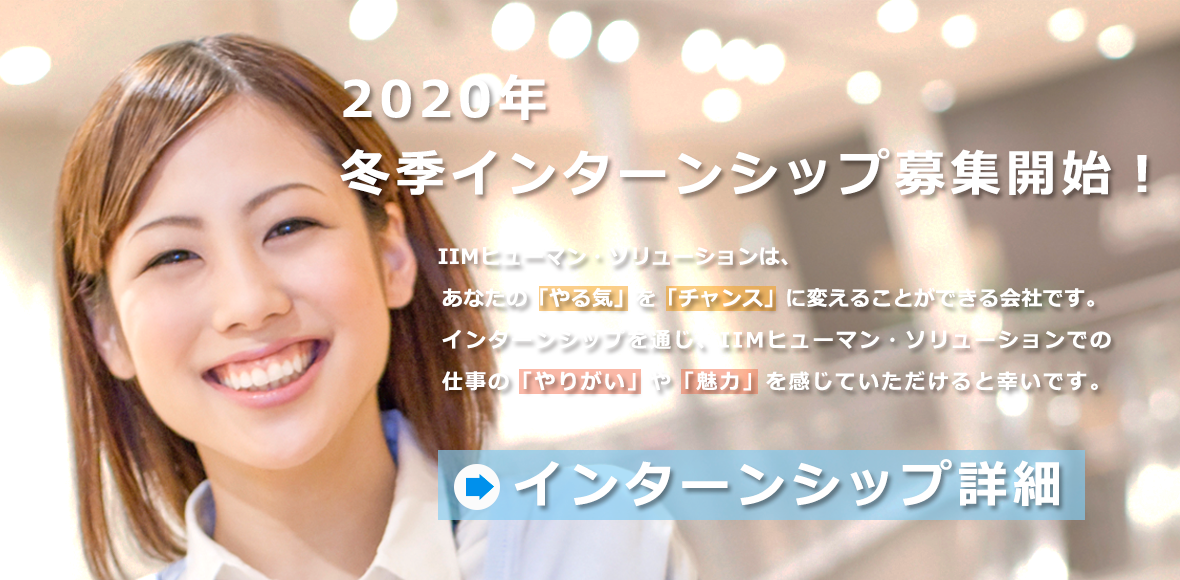 2020年
冬季インターンシップ募集開始！
IIMヒューマン・ソリューションは、
あなたの「やる気」を「チャンス」に変えることができる会社です。
インターンシップを通じ、IIMヒューマン・ソリューションでの
仕事の「やりがい」や「魅力」を感じていただけると幸いです。
インターンシップ詳細